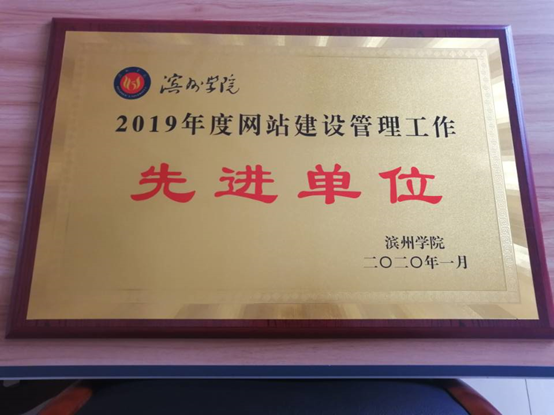 滨州学院
2019年度网站建设管理工作
先进单位
滨州学院
二〇二〇年一月